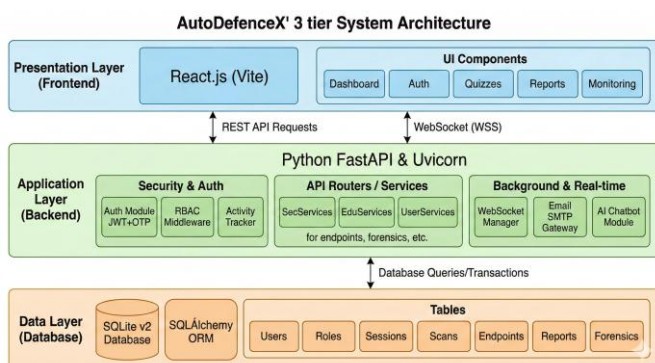 AutoDefenceX' 3 tier System Architecture
Presentation Layer
(Frontend)
React.js (Vite)
UI Components
Dashboard
Auth
Quizzes
Reports
Monitoring
REST API Requests
WebSocket (WSS)
Application
Layer
(Backend)
Python FastAPI & Uvicorn
Security & Auth
Auth Module
JWT+OTP
RBAC
Middleware
Activity
Tracker
API Routers / Services
SecServices
EduServices
UserServices
for endpoints, forensics, etc.
Background & Real-time
WebSocket
Manager
Email
SMTP
Gateway
AI Chatbot
Module
Database Queries/Transactions
Data Layer
(Database)
SQLite v2
Database
SQLÁlchemy
ORM
Tables
Users
Roles
Sessions
Scans
Endpoints
Reports
Forensics